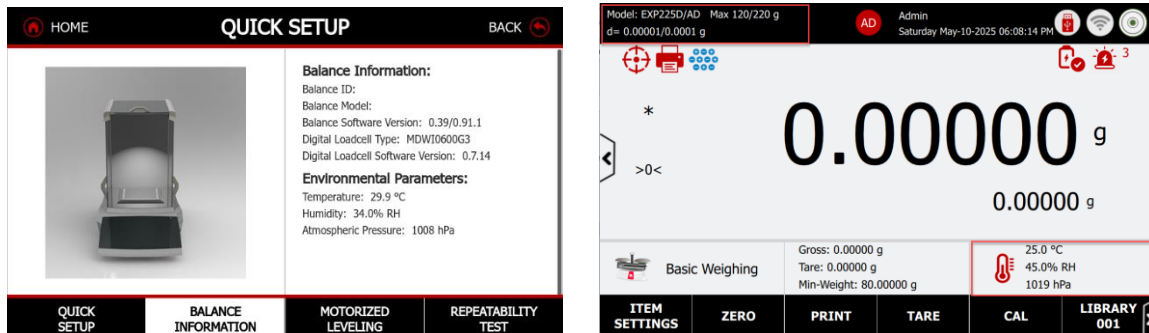 HOME
QUICK SETUP
BACK
Balance Information:
Balance ID:
Balance Model:
Balance Software Version: 0.39/0.91.1
Digital Loadcell Type: MDWI0600G3
Digital Loadcell Software Version: 0.7.14
Environmental Parameters:
Temperature: 29.9 °C
Humidity: 34.0% RH
Atmospheric Pressure: 1008 hPa
QUICK
SETUP
BALANCE
INFORMATION
MOTORIZED
LEVELING
REPEATABILITY
TEST
Model: EXP225D/AD Max 120/220 g
d= 0.00001/0.0001 g
AD
Admin
Saturday May-10-2025 06:08:14 PM
3
*
0.00000 g
>0<
0.00000 g
Basic Weighing
Gross: 0.00000 g
Tare: 0.00000 g
Min-Weight: 80.00000 g
25.0 °C
45.0% RH
1019 hPa
ITEM
SETTINGS
ZERO
PRINT
TARE
CAL
LIBRARY
001